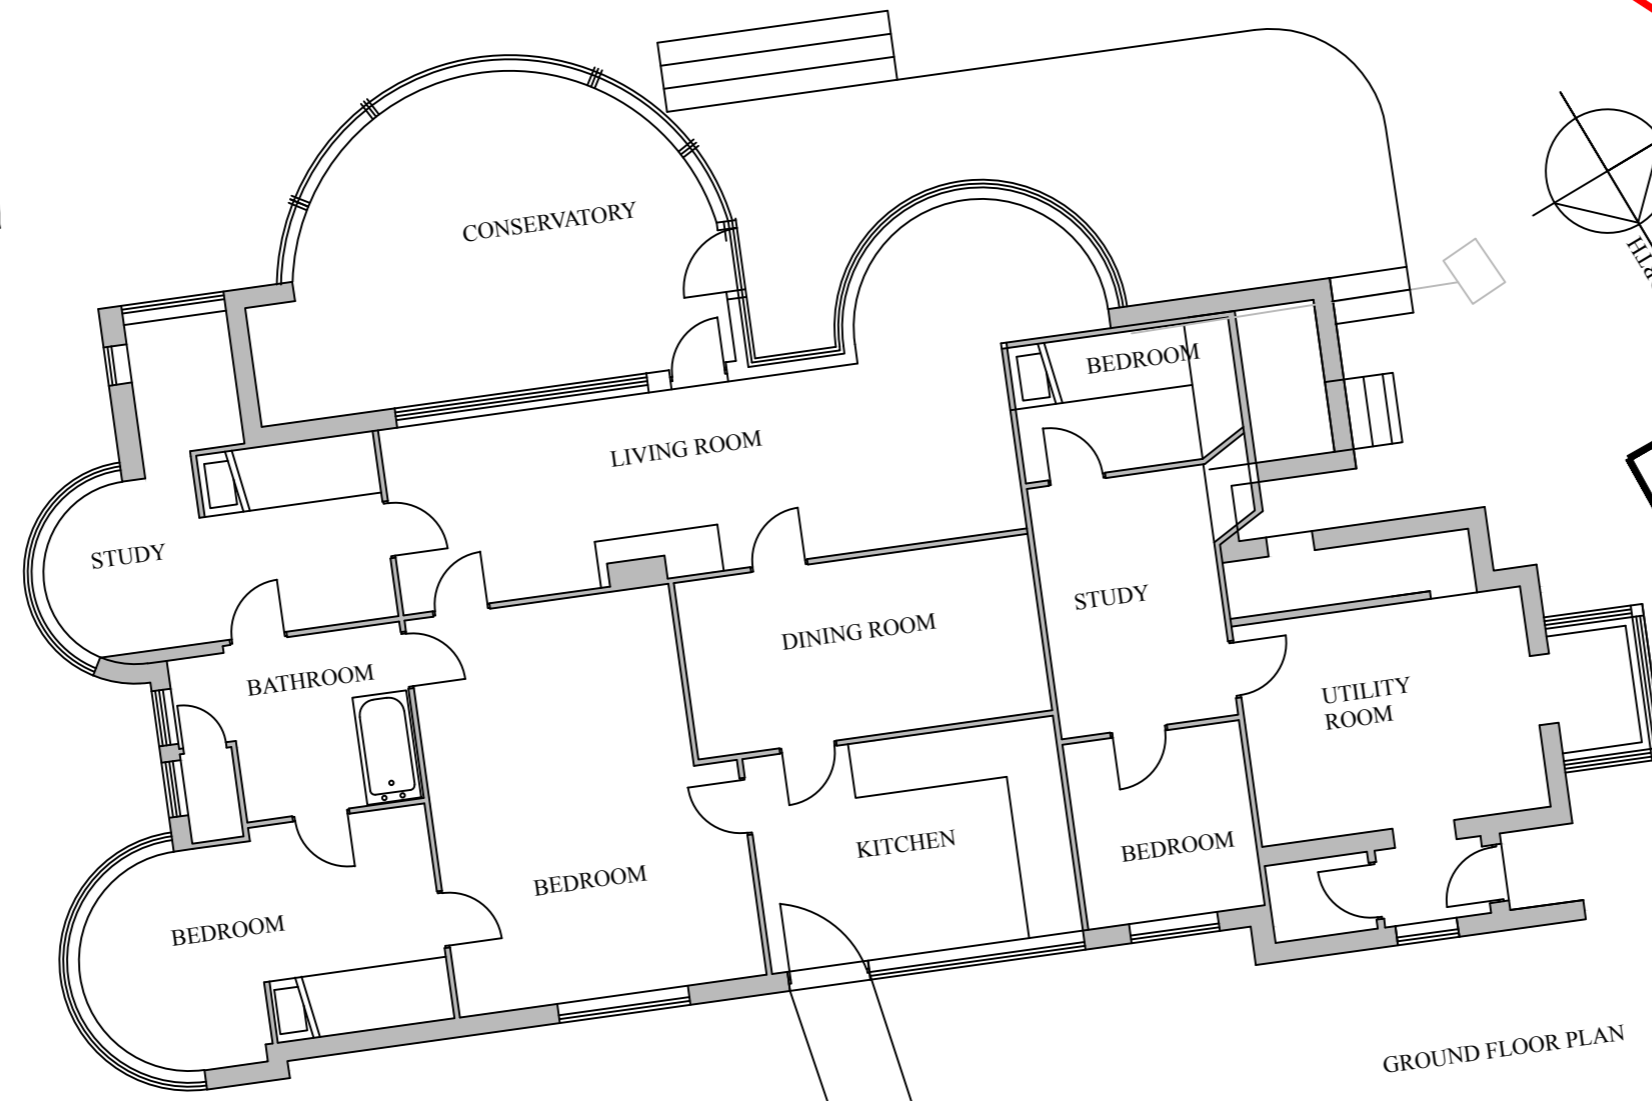 CONSERVATORY
BEDROOM
LIVING ROOM
STUDY
STUDY
DINING ROOM
BATHROOM
UTILITY
ROOM
KITCHEN
BEDROOM
BEDROOM
BEDROOM
GROUND FLOOR PLAN